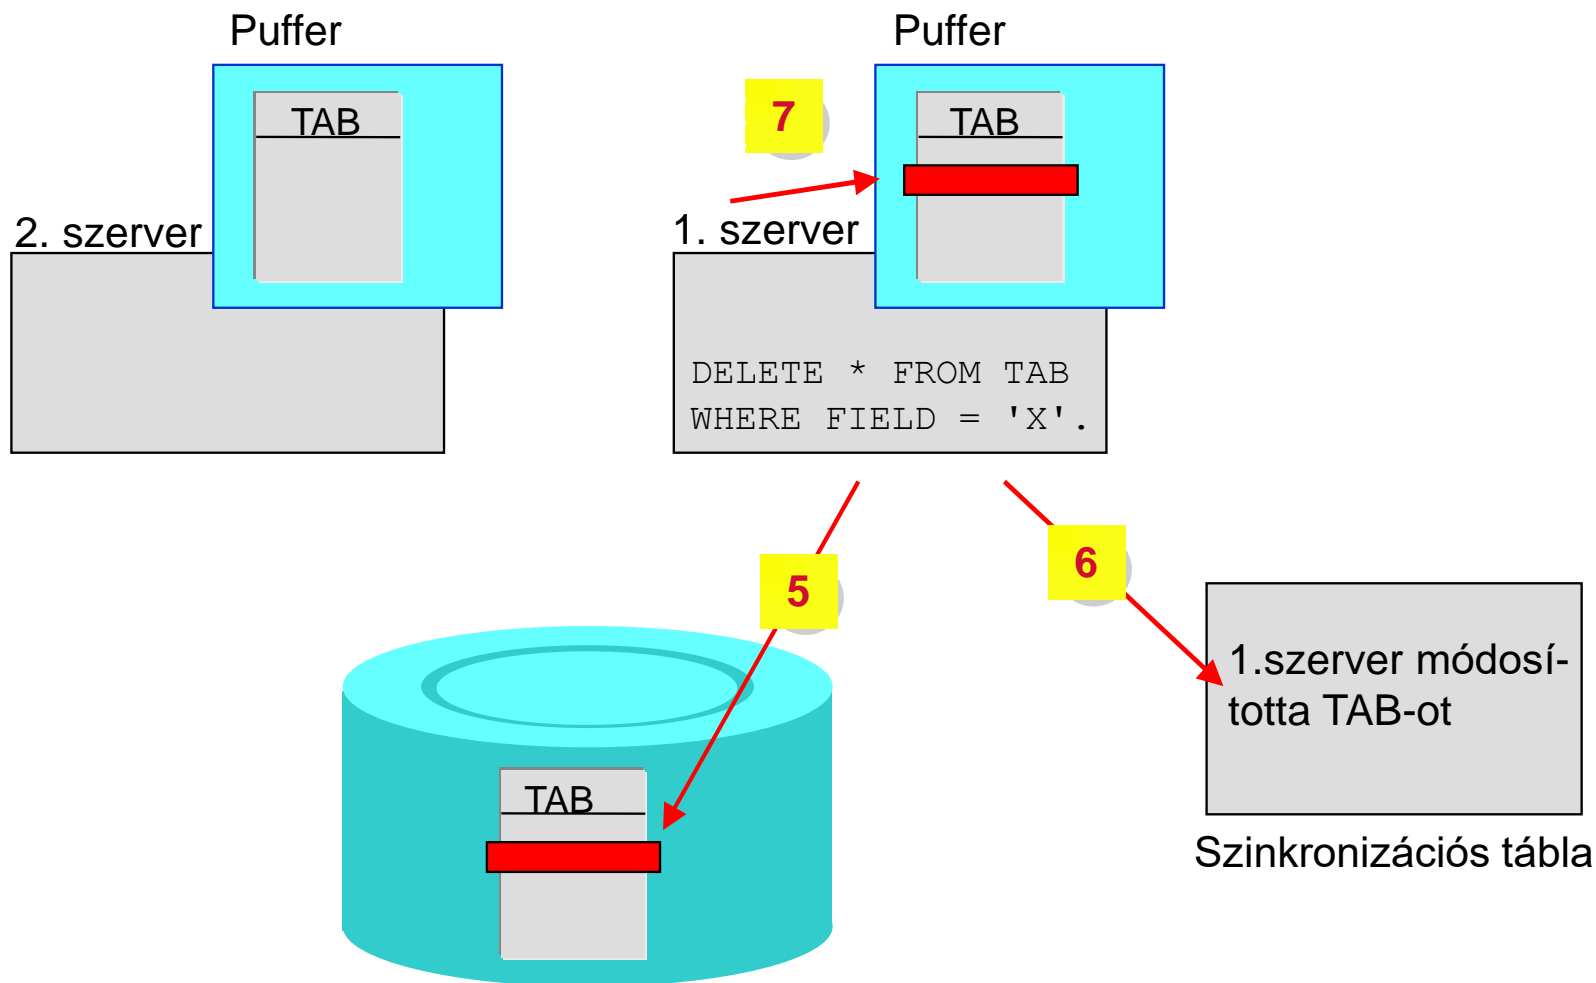 Puffer
Puffer
TAB
7
TAB
2. szerver
1. szerver
DELETE * FROM TAB
WHERE FIELD = 'X'.
5
6
1.szerver módosí-
totta TAB-ot
TAB
Szinkronizációs tábla